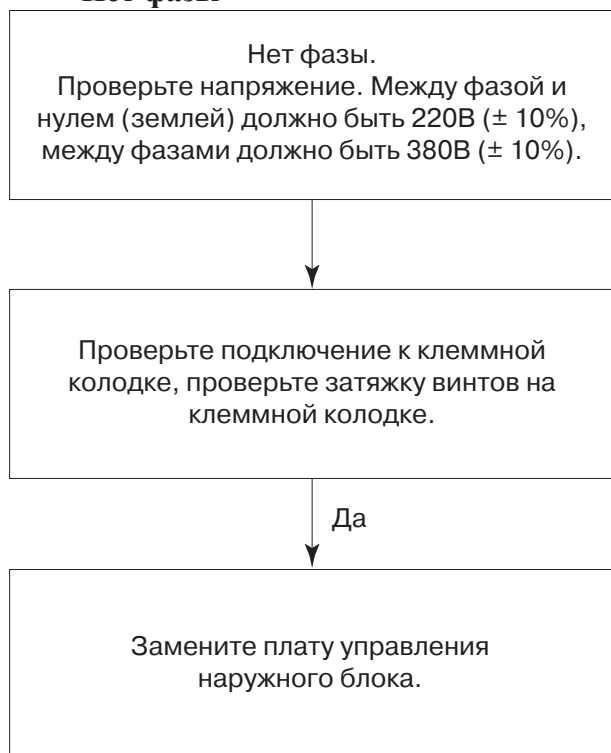 Нет фазы.
Проверьте напряжение. Между фазой и
нулем (землей) должно быть 220В (± 10%),
между фазами должно быть 380В (± 10%).
Проверьте подключение к клеммной
колодке, проверьте затяжку винтов на
клеммной колодке.
Да
Замените плату управления
наружного блока.